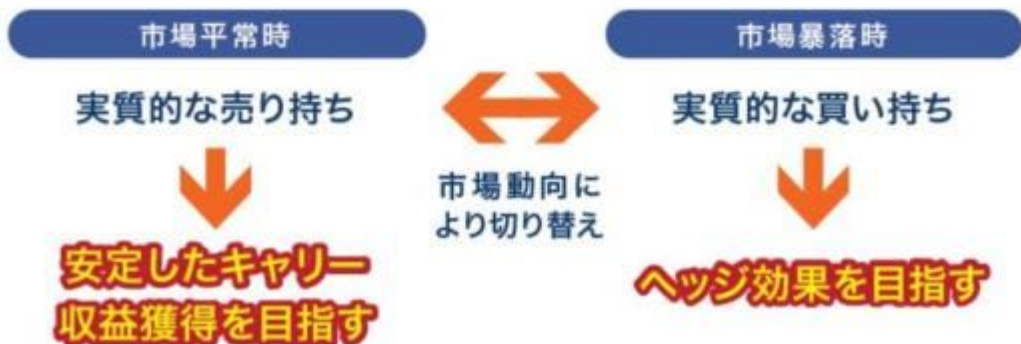 市場平常時
実質的な売り持ち
安定したキャリー
収益獲得を目指す
市場動向に
より切り替え
市場暴落時
実質的な買い持ち
ヘッジ効果を目指す